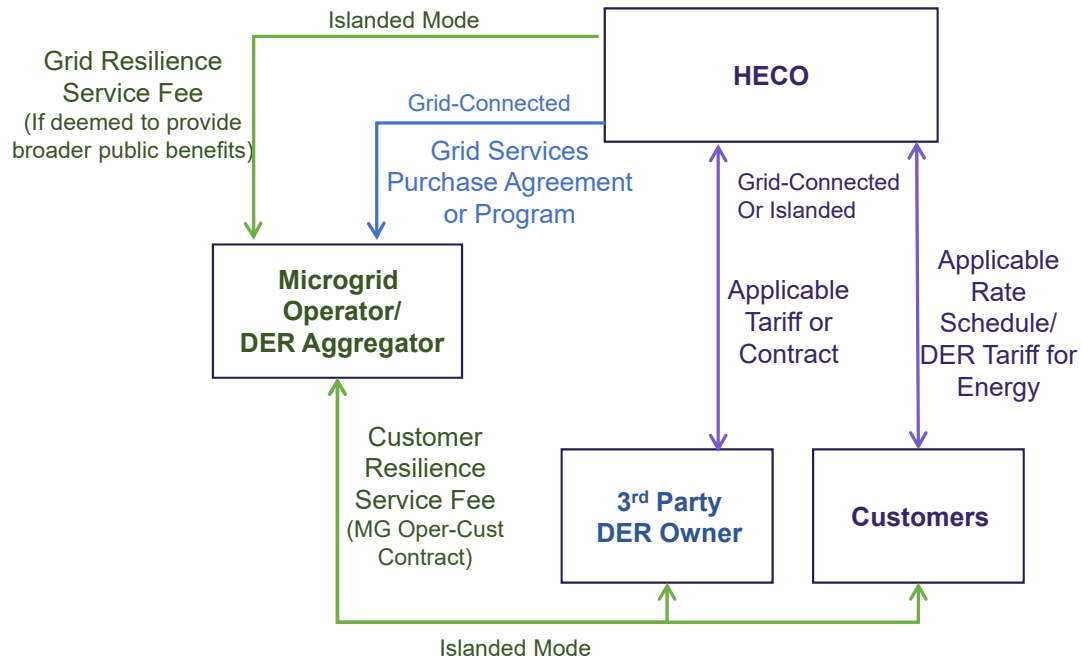 Islanded Mode
Grid Resilience
Service Fee
(If deemed to provide
broader public benefits)
HECO
Grid-Connected
Grid Services
Purchase Agreement
or Program
Grid-Connected
Or Islanded
Microgrid
Operator/
DER Aggregator
Applicable
Tariff or
Contract
Applicable
Rate
Schedule/
DER Tariff for
Energy
Customer
Resilience
Service Fee
(MG Oper-Cust
Contract)
3rd Party
DER Owner
Customers
Islanded Mode